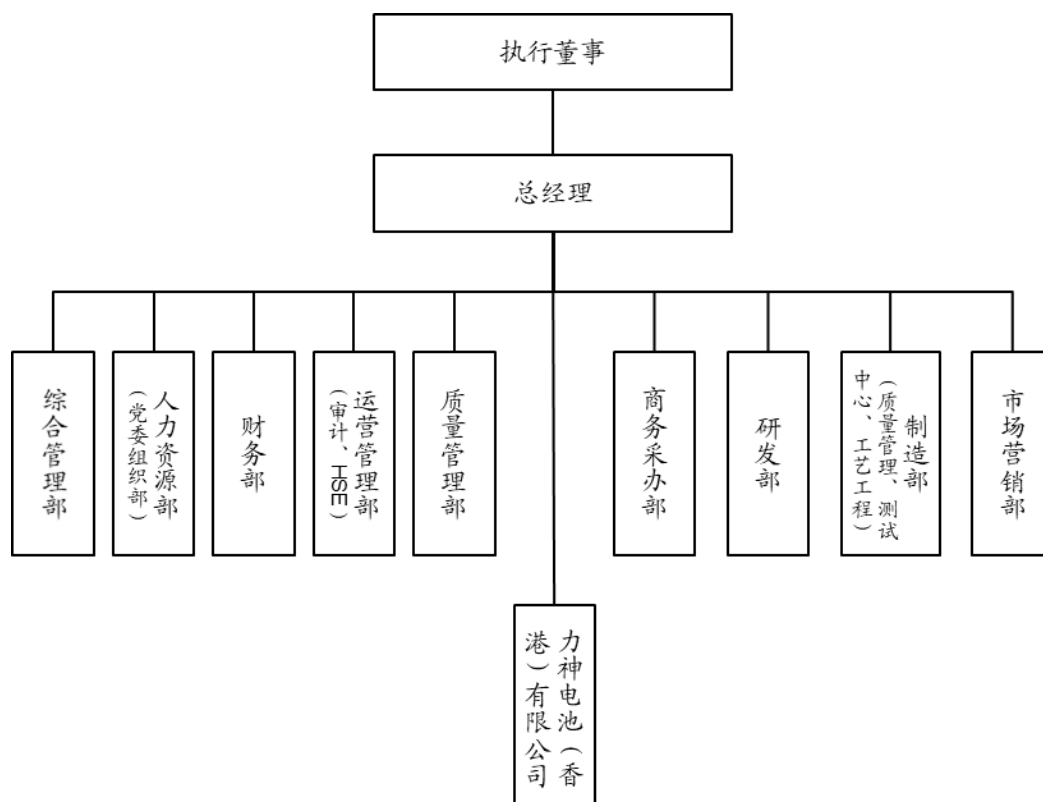 执行董事
总经理
综合管理部
人力资源部
(党委组织部)
财务部
运营管理部
(审计、HSE)
质量管理部
商务采办部
研发部
制造部
(质量管理、测试
中心、工艺工程)
市场营销部
力神电池(香
港)有限公司